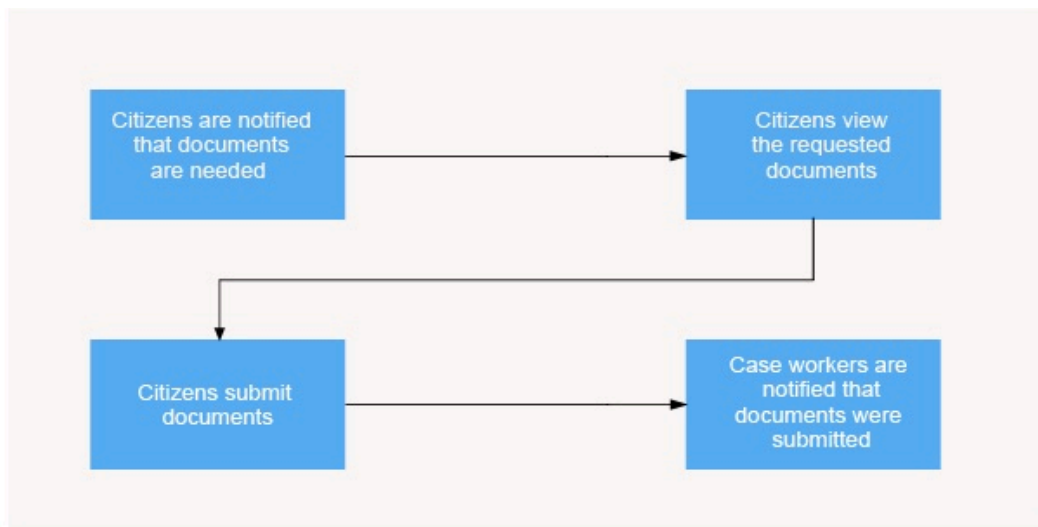 Citizens are notified
that documents
are needed
Citizens view
the requested
documents
Citizens submit
documents
Case workers are
notified that
documents were
submitted